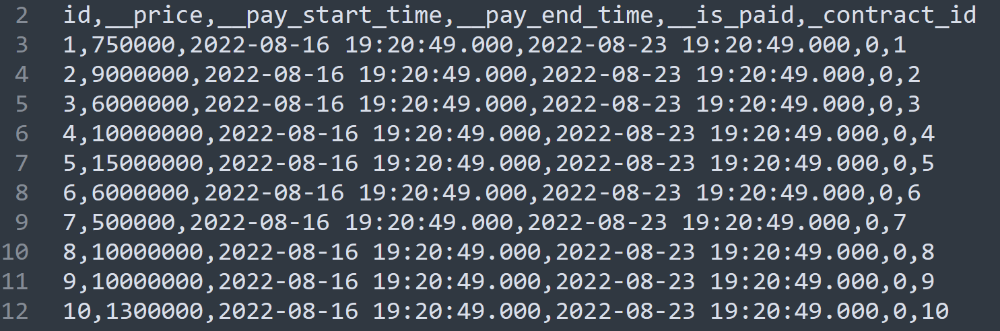 2 id,__price,__pay_start_time,__pay_end_time,__is_paid,_contract_id
3 1,750000,2022-08-16 19:20:49.000,2022-08-23 19:20:49.000,0,1
4 2,9000000,2022-08-16 19:20:49.000,2022-08-23 19:20:49.000,0,2
5 3,6000000,2022-08-16 19:20:49.000,2022-08-23 19:20:49.000,0,3
6 4,10000000,2022-08-16 19:20:49.000,2022-08-23 19:20:49.000,0,4
7 5,15000000,2022-08-16 19:20:49.000,2022-08-23 19:20:49.000,0,5
8 6,6000000,2022-08-16 19:20:49.000,2022-08-23 19:20:49.000,0,6
9 7,500000,2022-08-16 19:20:49.000,2022-08-23 19:20:49.000,0,7
10 8,10000000,2022-08-16 19:20:49.000,2022-08-23 19:20:49.000,0,8
11 9,10000000,2022-08-16 19:20:49.000,2022-08-23 19:20:49.000,0,9
12 10,1300000,2022-08-16 19:20:49.000,2022-08-23 19:20:49.000,0,10